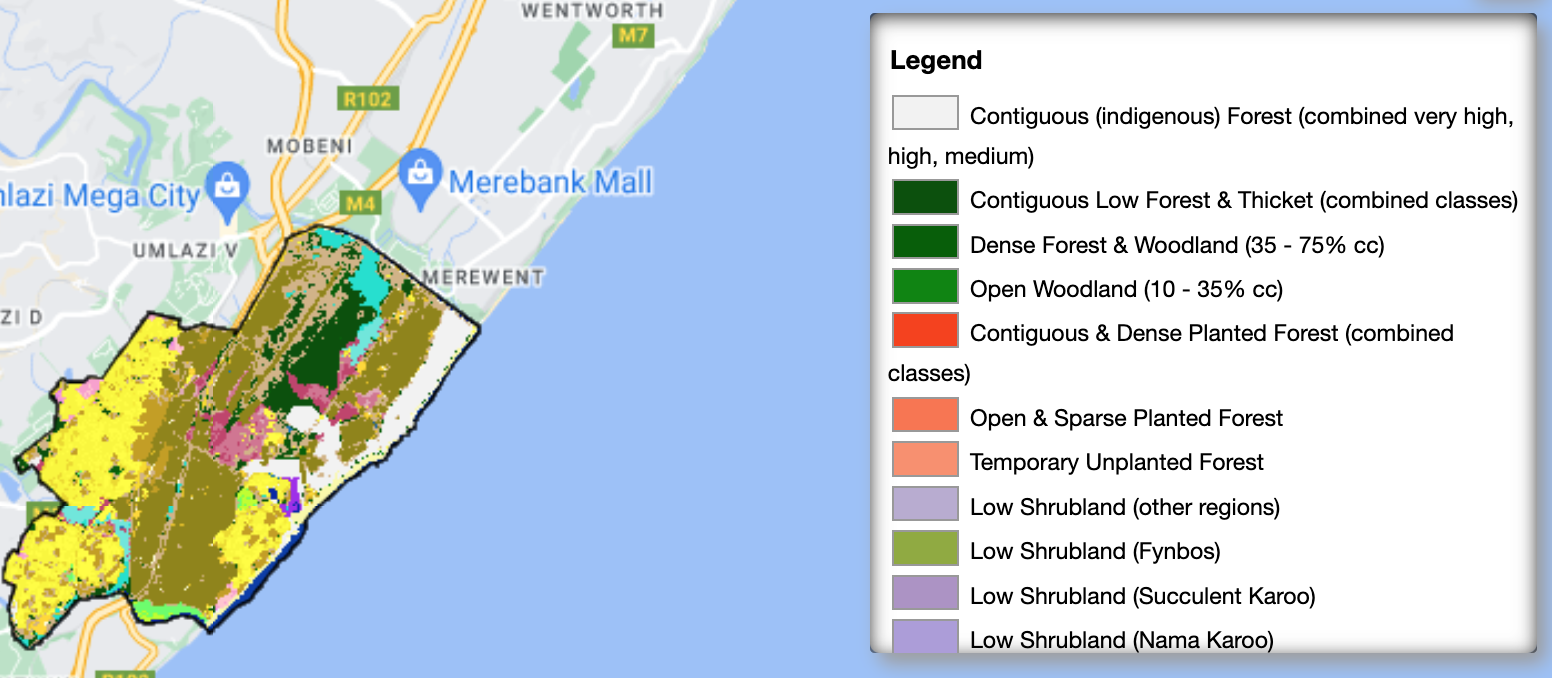 WENTWORTH
M7
R102
MOBENI
Merebank Mall
nlazi Mega City
M4
UMLAZI V
MEREWENT
ZI D
Legend
Contiguous (indigenous) Forest (combined very high,
high, medium)
Contiguous Low Forest & Thicket (combined classes)
Dense Forest & Woodland (35 - 75% cc)
Open Woodland (10 - 35% cc)
Contiguous & Dense Planted Forest (combined
classes)
Open & Sparse Planted Forest
Temporary Unplanted Forest
Low Shrubland (other regions)
Low Shrubland (Fynbos)
Low Shrubland (Succulent Karoo)
Low Shrubland (Nama Karoo)